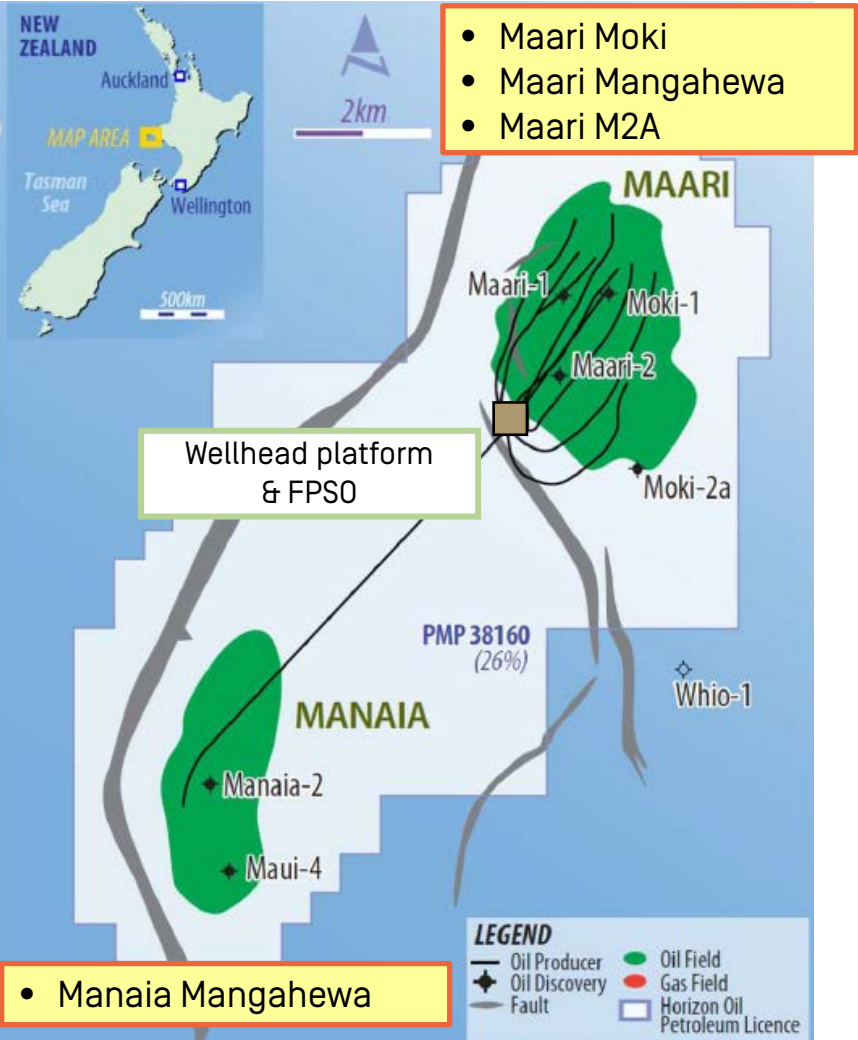 NEW
ZEALAND
Auckland
MAP AREA
Tasman
Sea
Wellington
500km
2km
• Maari Moki
• Maari Mangahewa
• Maari M2A
MAARI
Maari-1
Moki-1
Maari-2
Wellhead platform
& FPSO
Moki-2a
PMP 38160
(26%)
Whio-1
MANAIA
Manaia-2
Maui-4
• Manaia Mangahewa
LEGEND
Oil Producer
Oil Discovery
Fault
Oil Field
Gas Field
Horizon Oil
Petroleum Licence